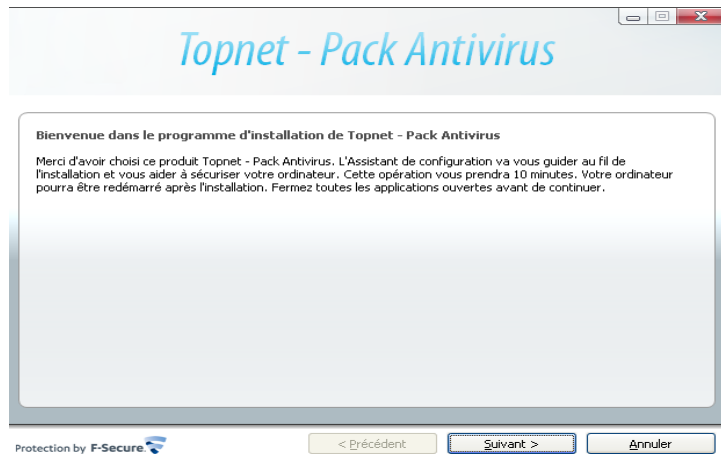 Topnet - Pack Antivirus
Bienvenue dans le programme d'installation de Topnet - Pack Antivirus
Merci d'avoir choisi ce produit Topnet - Pack Antivirus. L'Assistant de configuration va vous guider au fil de
l'installation et vous aider à sécuriser votre ordinateur. Cette opération vous prendra 10 minutes. Votre ordinateur
pourra être redémarré après l'installation. Fermez toutes les applications ouvertes avant de continuer.
Protection by F-Secure.
< Précédent
Suivant >
Annuler